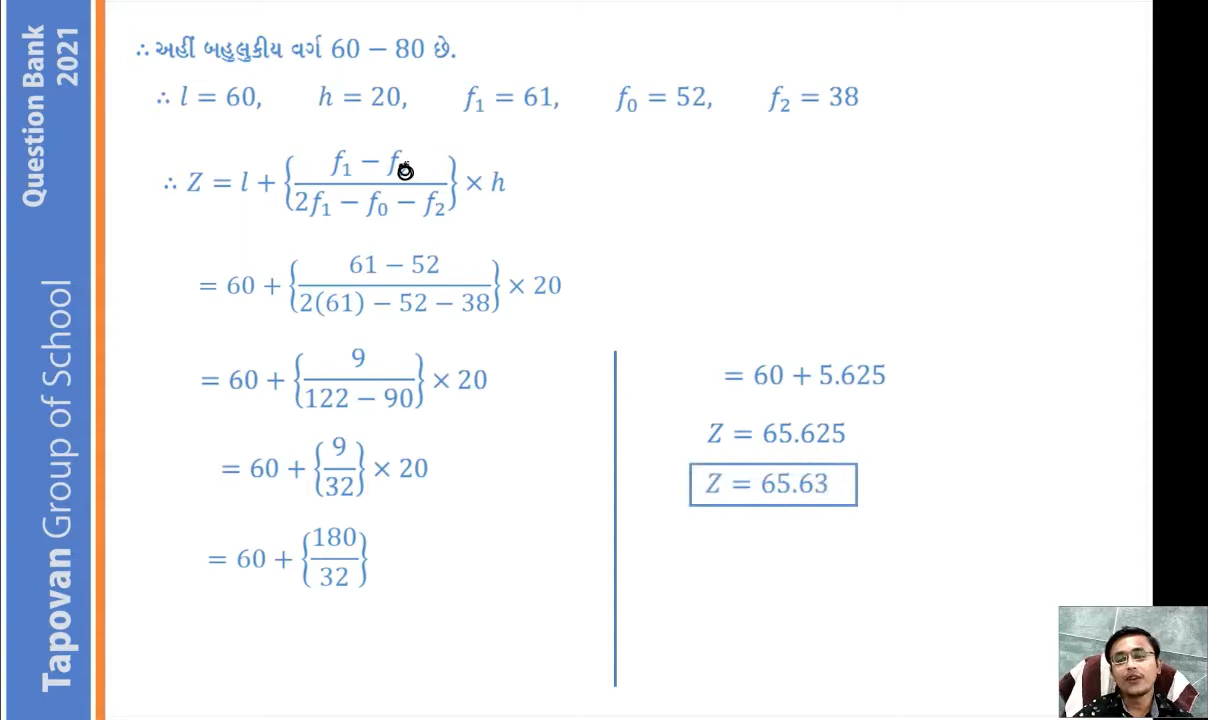 Question Bank
2021
Tapovan Group of School
∴ અહીં બહુલુકીય વર્ગ 60 − 80 છે.
∴ l = 60, h = 20, f₁ = 61, f₀ = 52, f₂ = 38
∴ Z = l + {(f₁ − f₀)/(2f₁ − f₀ − f₂)} × h
= 60 + {(61 − 52)/(2(61) − 52 − 38)} × 20
= 60 + {9/(122 − 90)} × 20
= 60 + {9/32} × 20
= 60 + {180/32}
= 60 + 5.625
Z = 65.625
Z = 65.63